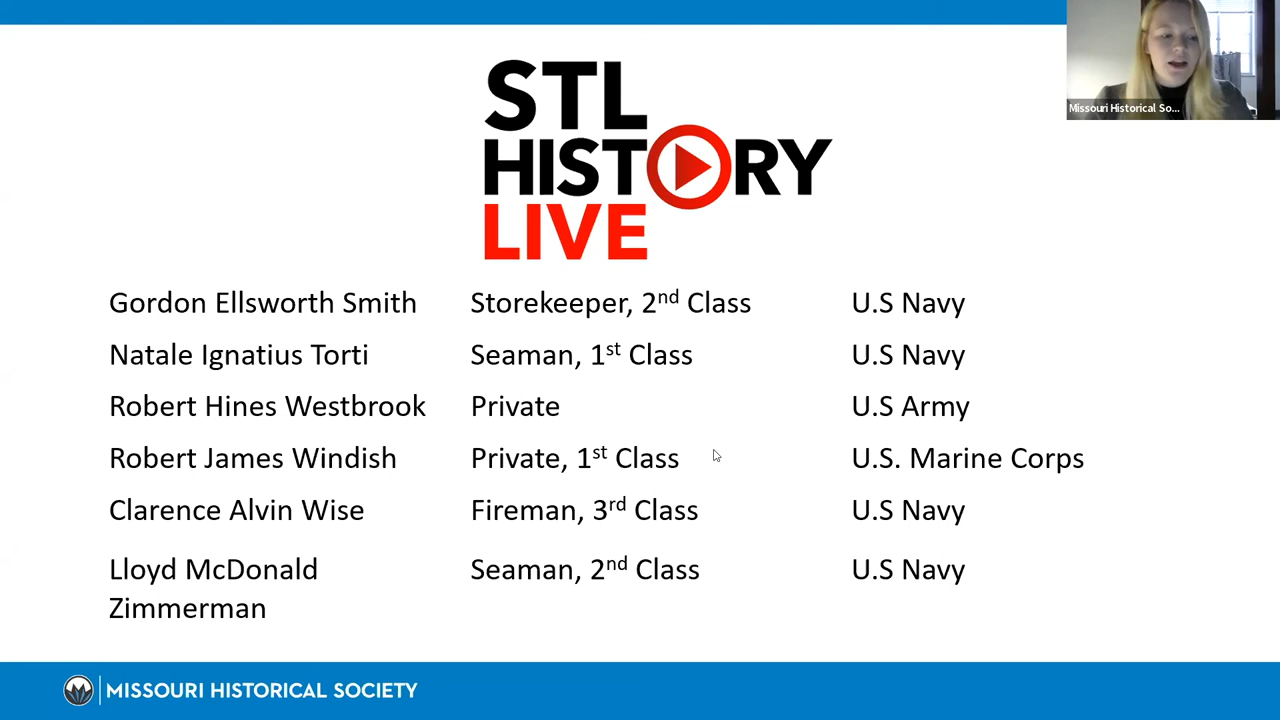 STL
HISTORY
LIVE
Missouri Historical So...
Gordon Ellsworth Smith Storekeeper, 2nd Class U.S Navy
Natale Ignatius Torti Seaman, 1st Class U.S Navy
Robert Hines Westbrook Private U.S Army
Robert James Windish Private, 1st Class U.S. Marine Corps
Clarence Alvin Wise Fireman, 3rd Class U.S Navy
Lloyd McDonald Seaman, 2nd Class U.S Navy
Zimmerman
MISSOURI HISTORICAL SOCIETY